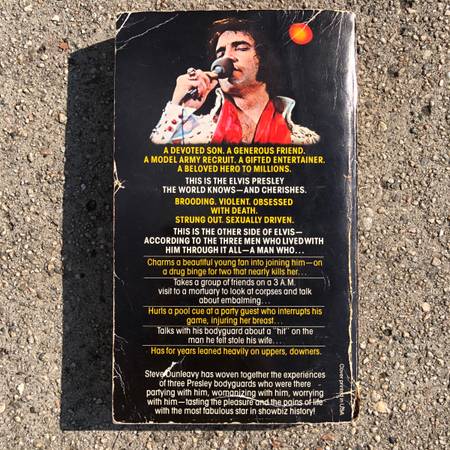 A DEVOTED SON. A GENEROUS FRIEND.
A MODEL ARMY RECRUIT. A GIFTED ENTERTAINER.
A BELOVED HERO TO MILLIONS.
THIS IS THE ELVIS PRESLEY
THE WORLD KNOWS—AND CHERISHES.
BROODING. VIOLENT. OBSESSED
WITH DEATH.
STRUNG OUT. SEXUALLY DRIVEN.
THIS IS THE OTHER SIDE OF ELVIS—
ACCORDING TO THE THREE MEN WHO LIVED WITH
HIM THROUGH IT ALL—A MAN WHO...
Charms a beautiful young fan into joining him—on
a drug binge for two that nearly kills her...
Takes a group of friends on a 3 A.M.
visit to a mortuary to look at corpses and talk
about embalming...
Hurls a pool cue at a party guest who interrupts his
game, injuring her breast...
Talks with his bodyguard about a "hit" on the
man he felt stole his wife...
Has for years leaned heavily on uppers, downers.
Steve Dunleavy has woven together the experiences
of three Presley bodyguards who were there
partying with him, womanizing with him, worrying
with him—tasting the pleasure and the pains of life
with the most fabulous star in showbiz history!
Cover printed in USA